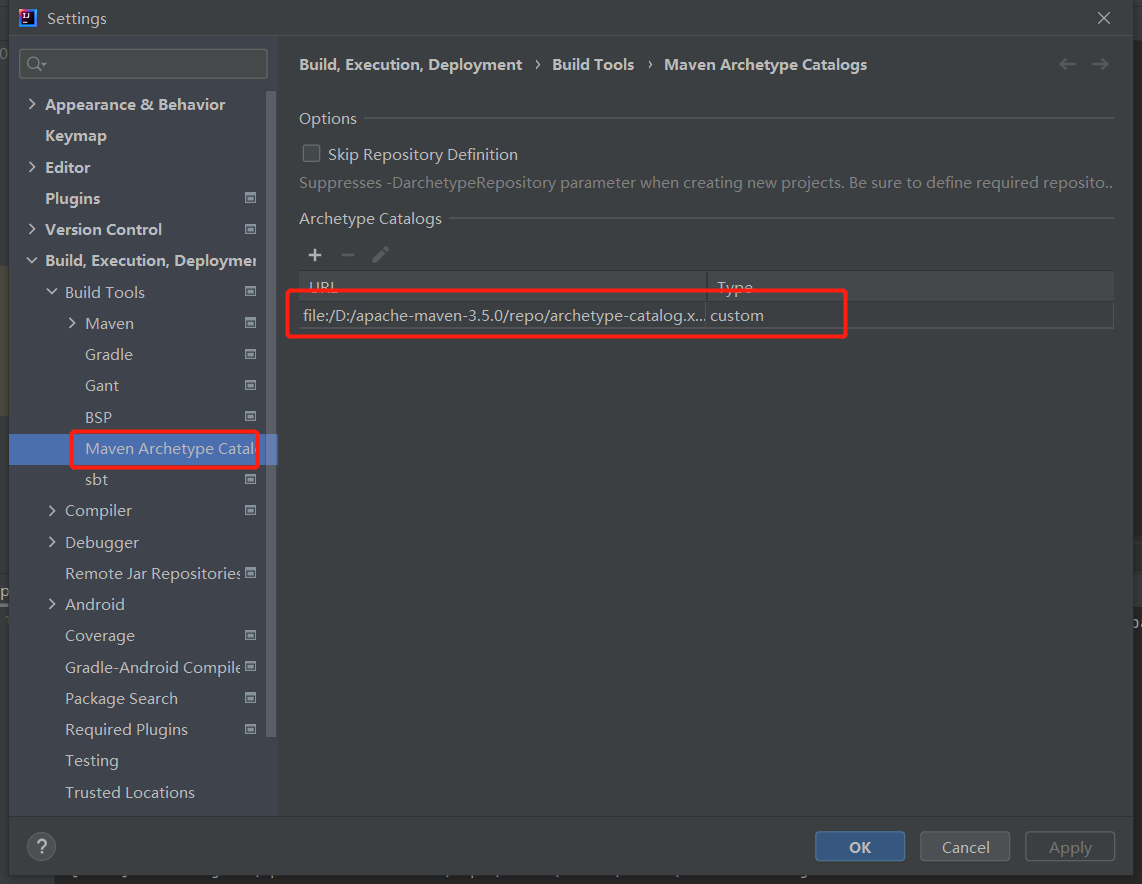 Settings
Build, Execution, Deployment › Build Tools › Maven Archetype Catalogs
Appearance & Behavior
Keymap
Editor
Plugins
Version Control
Build, Execution, Deploymen
Build Tools
Maven
Gradle
Gant
BSP
Maven Archetype Catal
sbt
Compiler
Debugger
Remote Jar Repositories
Android
Coverage
Gradle-Android Compile
Package Search
Required Plugins
Testing
Trusted Locations
Options
Skip Repository Definition
Suppresses -DarchetypeRepository parameter when creating new projects. Be sure to define required reposito..
Archetype Catalogs
URL Type
file:/D:/apache-maven-3.5.0/repo/archetype-catalog.x... custom
?
OK Cancel Apply